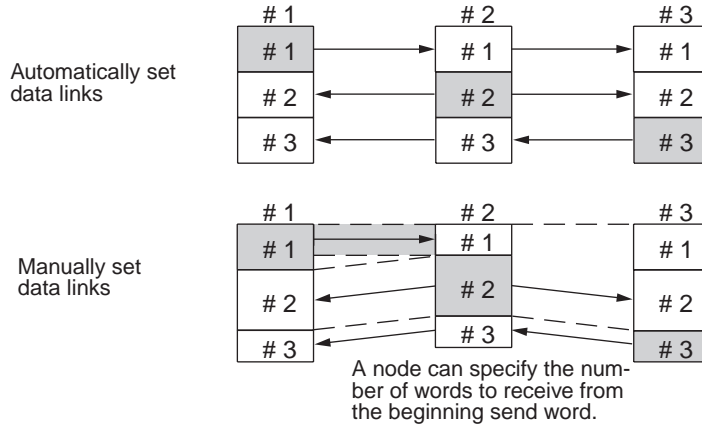 # 1 # 2 # 3
Automatically set
data links
# 1 # 1 # 1
# 2 # 2 # 2
# 3 # 3 # 3
# 1 # 2 # 3
Manually set
data links
# 1 # 1 # 1
# 2 # 2 # 2
# 3 # 3 # 3
A node can specify the num-
ber of words to receive from
the beginning send word.